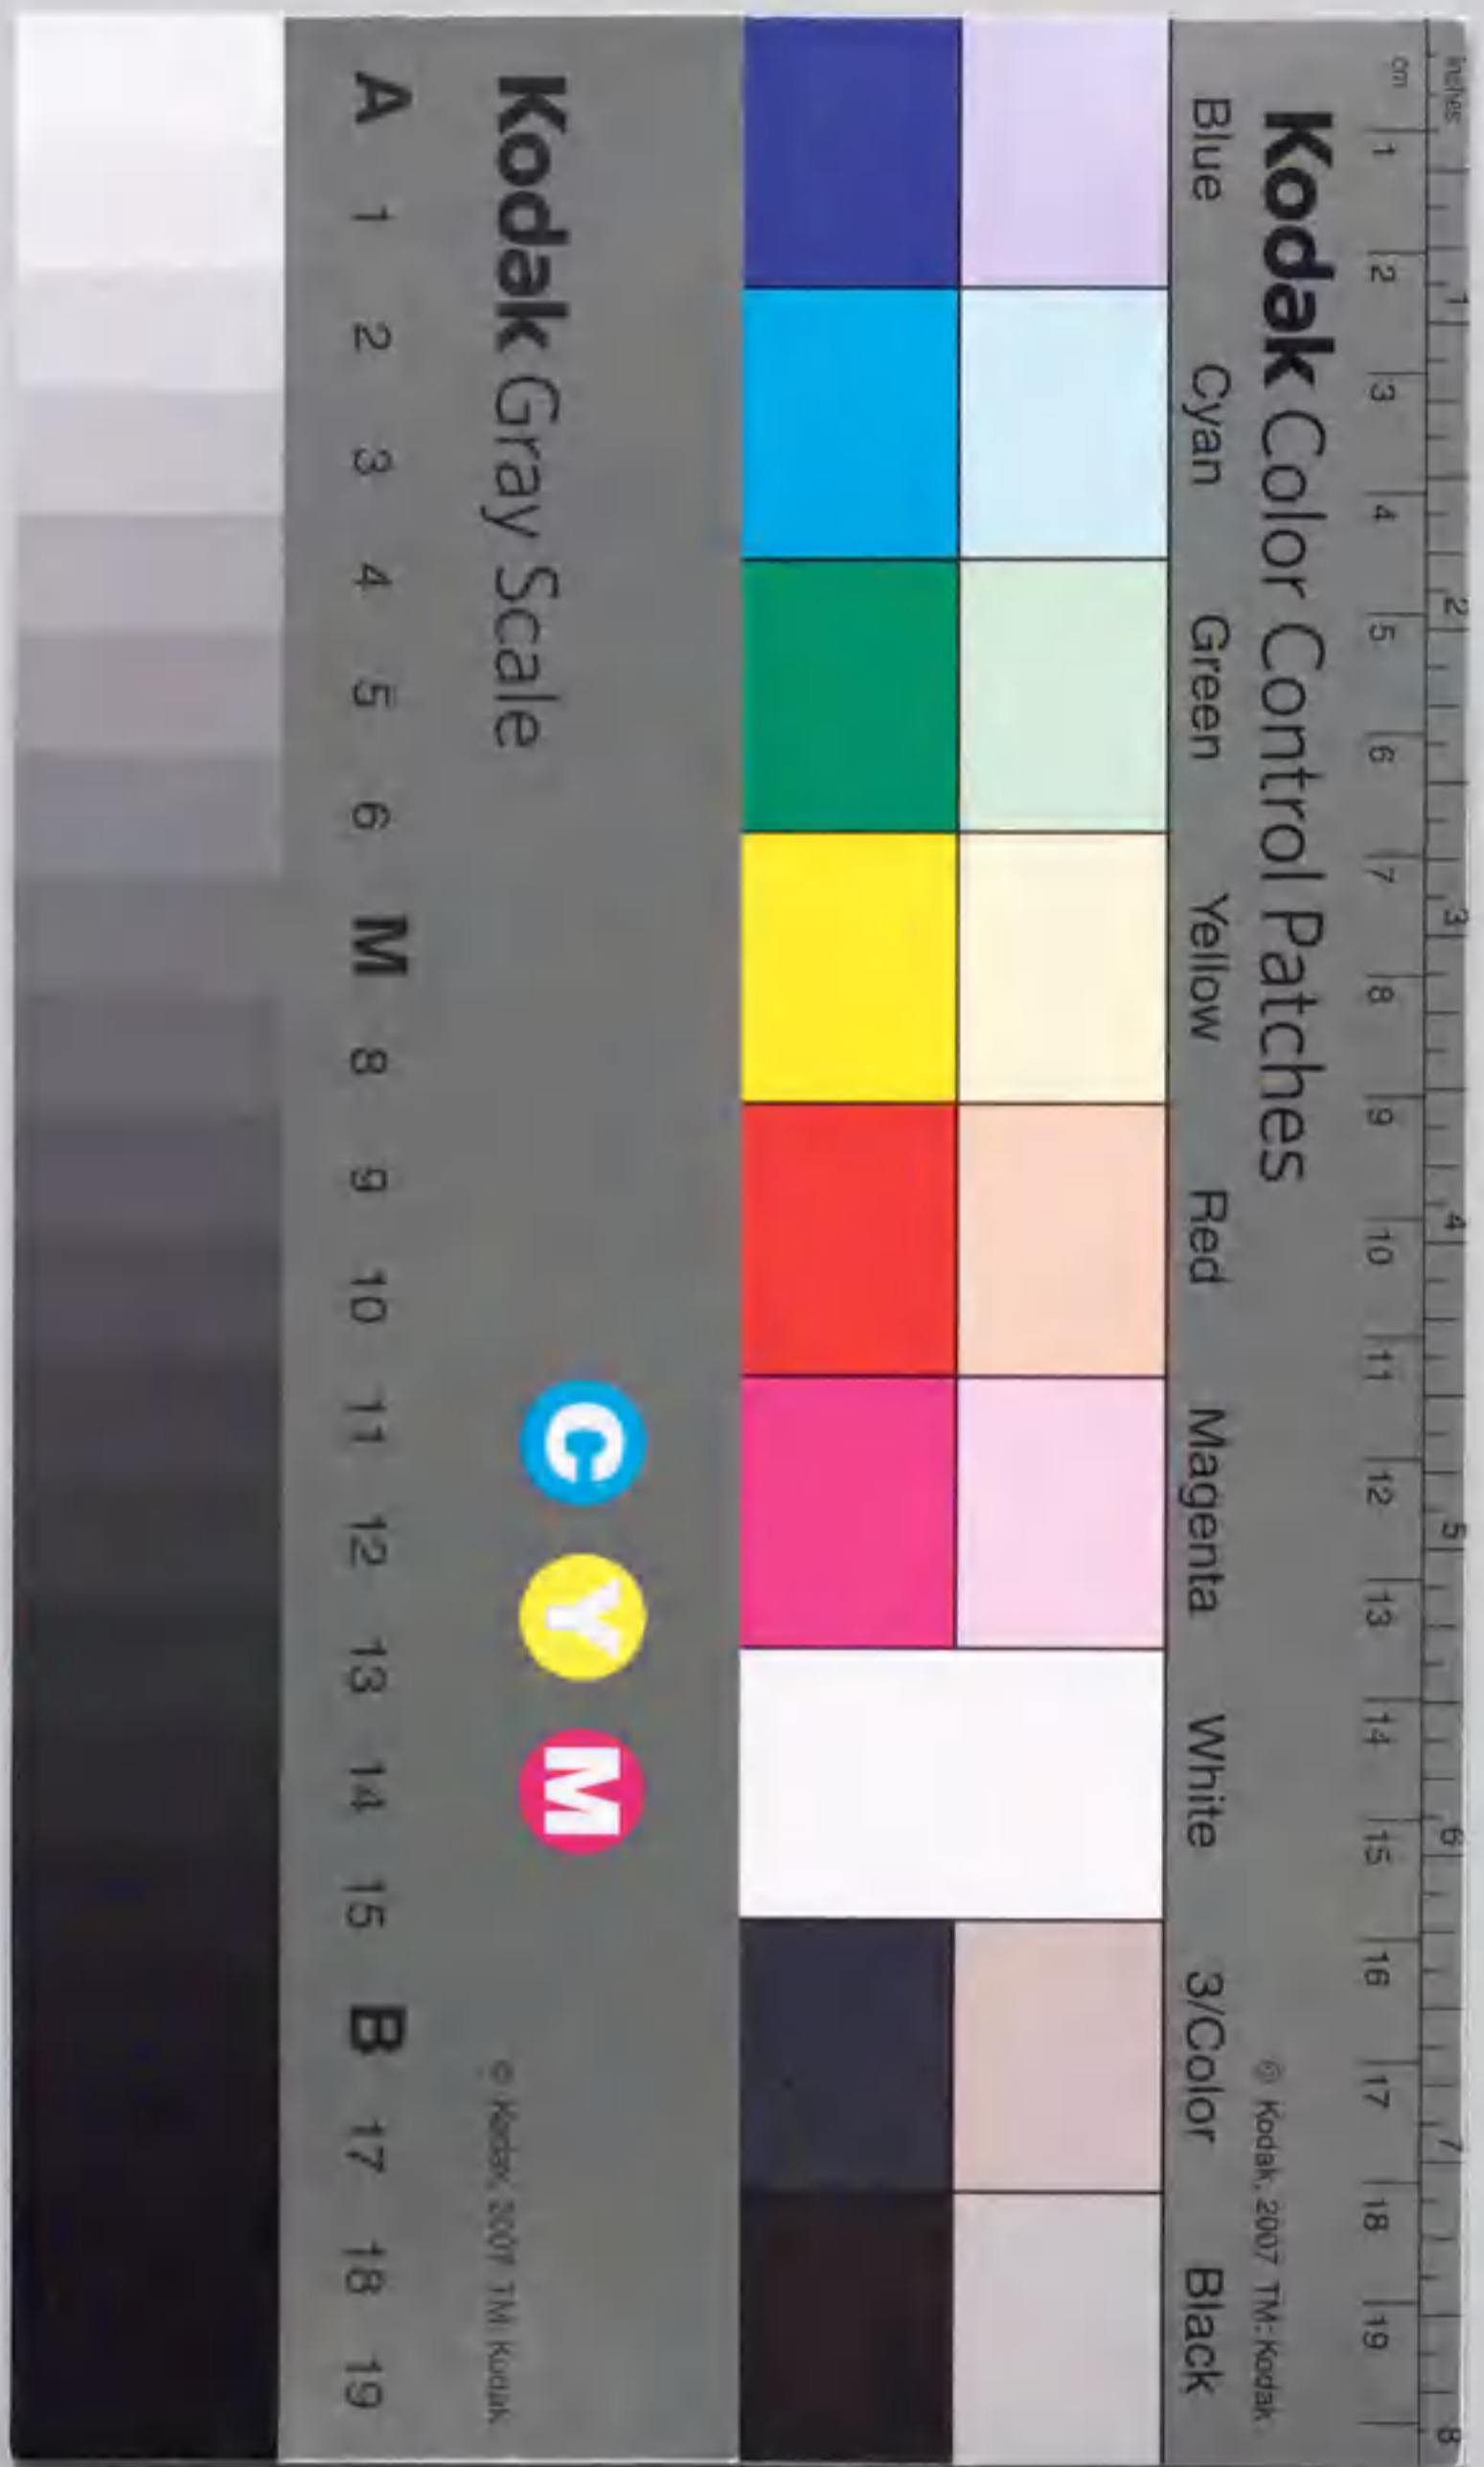 inches 1 2 3 4 5 6 7 8
cm 1 2 3 4 5 6 7 8 9 10 11 12 13 14 15 16 17 18 19
Kodak Color Control Patches
© Kodak, 2007 TM: Kodak
Blue Cyan Green Yellow Red Magenta White 3/Color Black
Kodak Gray Scale
C Y M
© Kodak, 2007 TM: Kodak
A 1 2 3 4 5 6 M 8 9 10 11 12 13 14 15 B 17 18 19